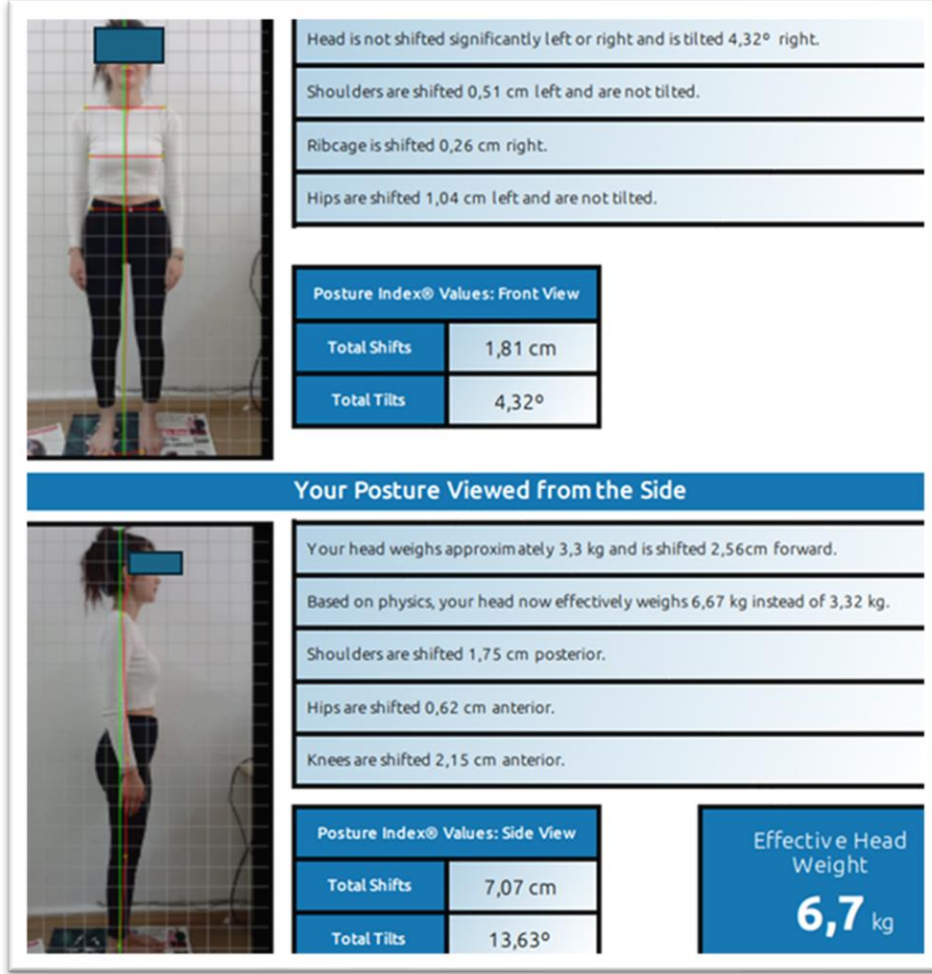 Head is not shifted significantly left or right and is tilted 4,32º right.
Shoulders are shifted 0,51 cm left and are not tilted.
Ribcage is shifted 0,26 cm right.
Hips are shifted 1,04 cm left and are not tilted.
Posture Index® Values: Front View
Total Shifts 1,81 cm
Total Tilts 4,32º
Your Posture Viewed from the Side
Your head weighs approximately 3,3 kg and is shifted 2,56cm forward.
Based on physics, your head now effectively weighs 6,67 kg instead of 3,32 kg.
Shoulders are shifted 1,75 cm posterior.
Hips are shifted 0,62 cm anterior.
Knees are shifted 2,15 cm anterior.
Posture Index® Values: Side View
Total Shifts 7,07 cm
Total Tilts 13,63º
Effective Head
Weight
6,7 kg